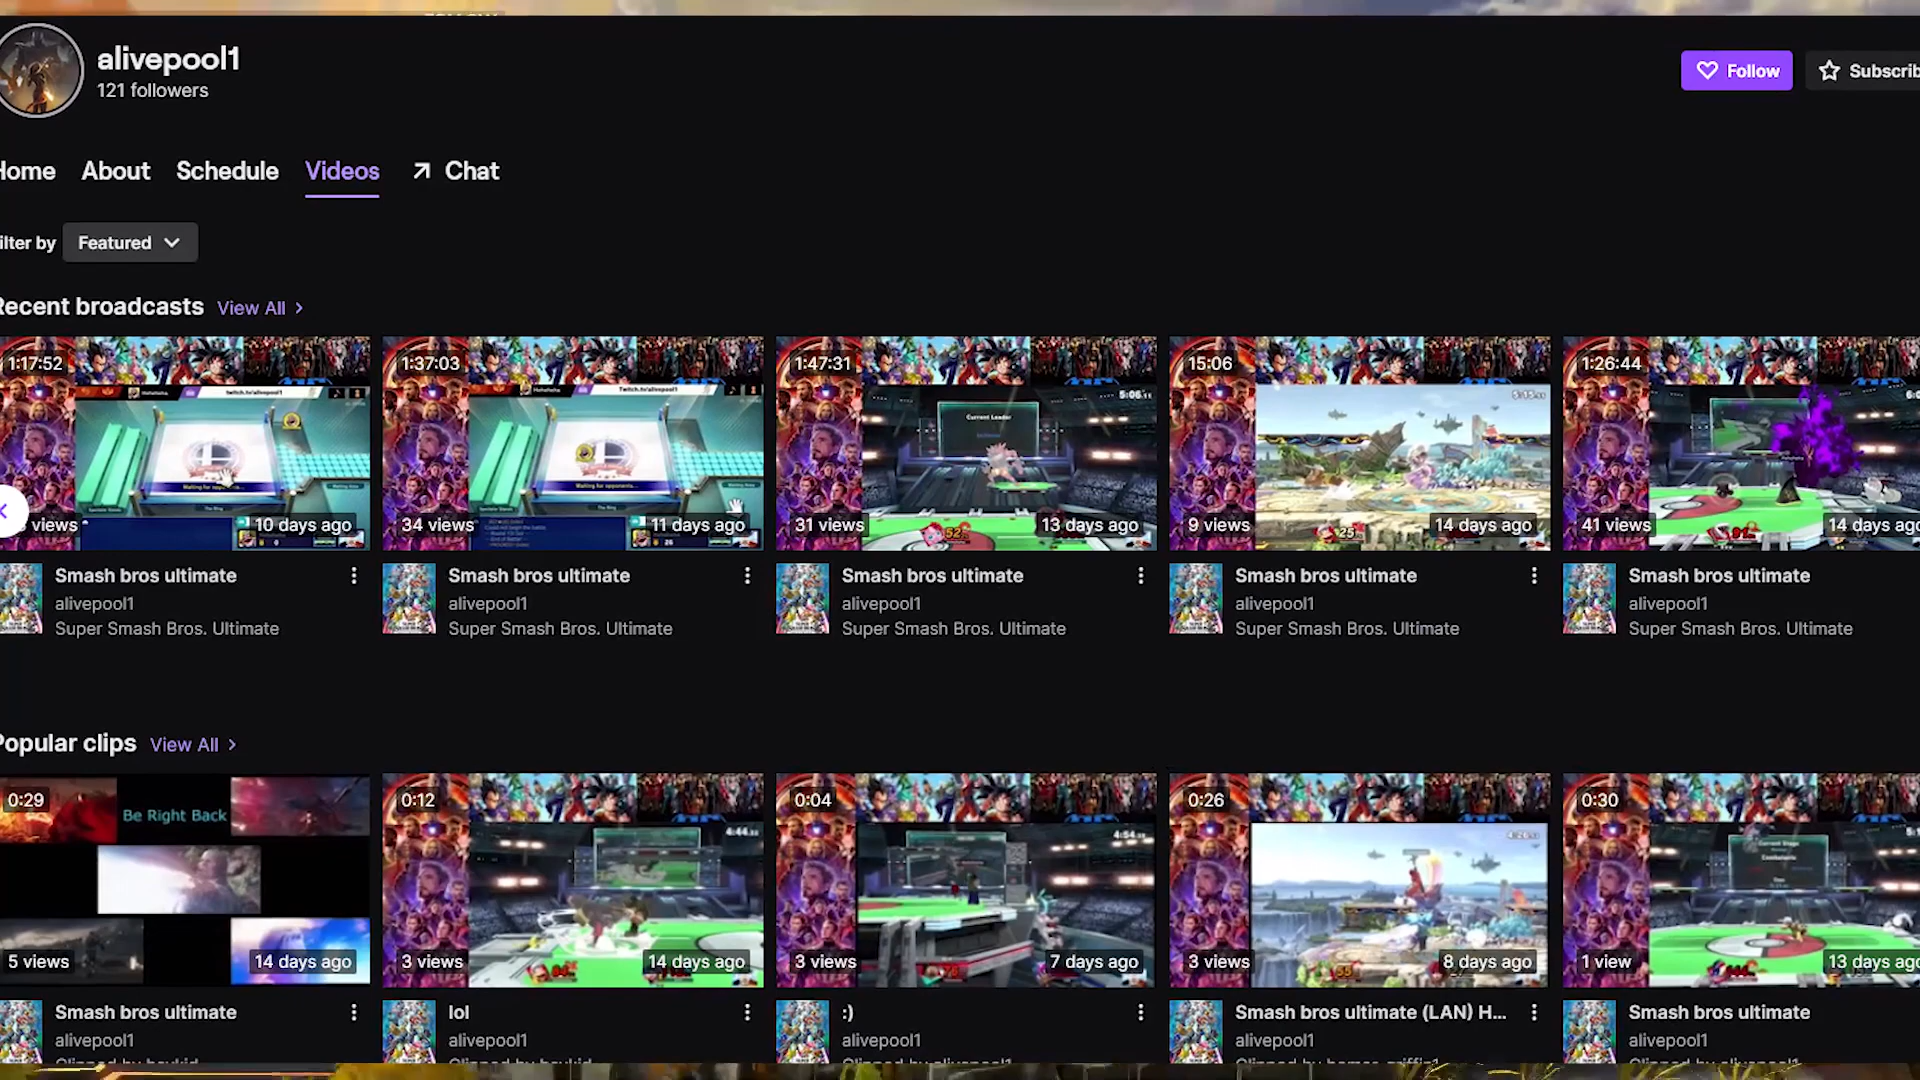 alivepool1
121 followers
Follow
Subscrib
Home
About
Schedule
Videos
Chat
ilter by
Featured
Recent broadcasts
View All
1:17:52
1:37:03
1:47:31
15:06
1:26:44
views
10 days ago
34 views
11 days ago
31 views
13 days ago
9 views
14 days ago
41 views
14 days ago
Smash bros ultimate
Smash bros ultimate
Smash bros ultimate
Smash bros ultimate
Smash bros ultimate
alivepool1
alivepool1
alivepool1
alivepool1
alivepool1
Super Smash Bros. Ultimate
Super Smash Bros. Ultimate
Super Smash Bros. Ultimate
Super Smash Bros. Ultimate
Super Smash Bros. Ultimate
Popular clips
View All
0:29
0:12
0:04
0:26
0:30
Be Right Back
5 views
14 days ago
3 views
14 days ago
3 views
7 days ago
3 views
8 days ago
1 view
13 days ago
Smash bros ultimate
lol
:)
Smash bros ultimate (LAN) H...
Smash bros ultimate
alivepool1
alivepool1
alivepool1
alivepool1
alivepool1